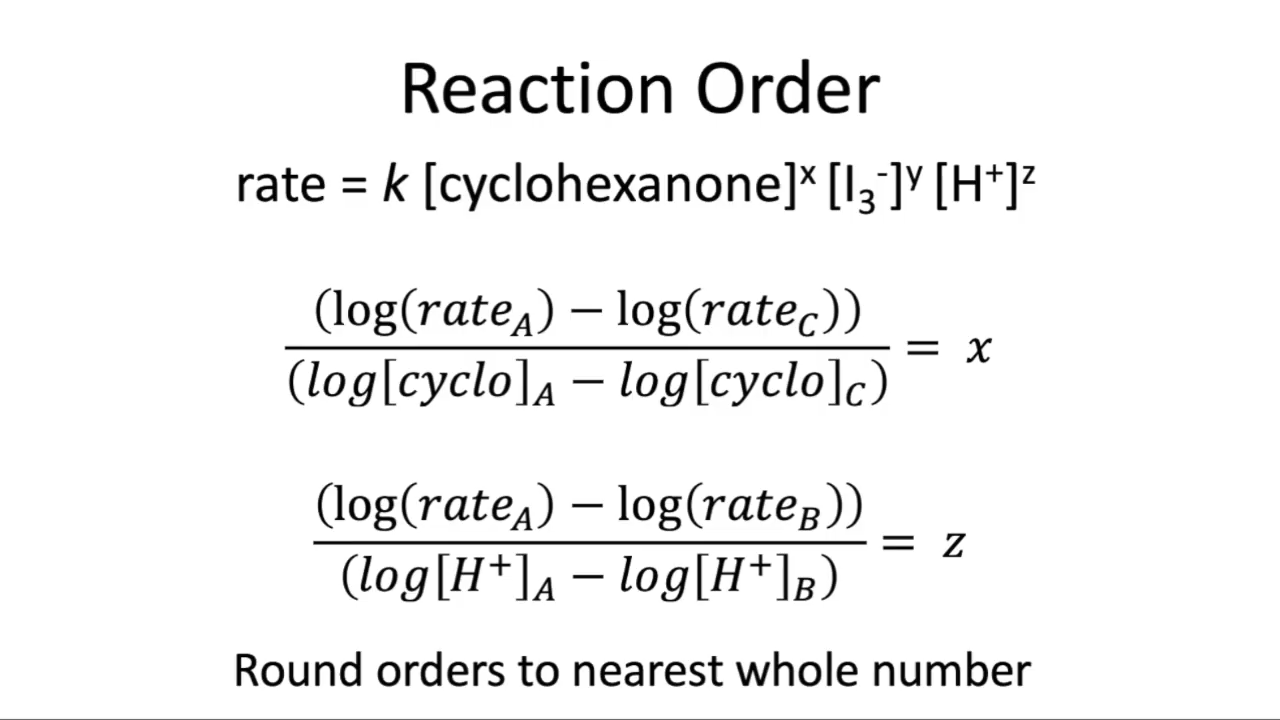 Reaction Order
rate = k [cyclohexanone]ˣ [I₃⁻]ʸ [H⁺]ᶻ
(log(rate_A) − log(rate_C))
(log[cyclo]_A − log[cyclo]_C)
= x
(log(rate_A) − log(rate_B))
(log[H⁺]_A − log[H⁺]_B)
= z
Round orders to nearest whole number